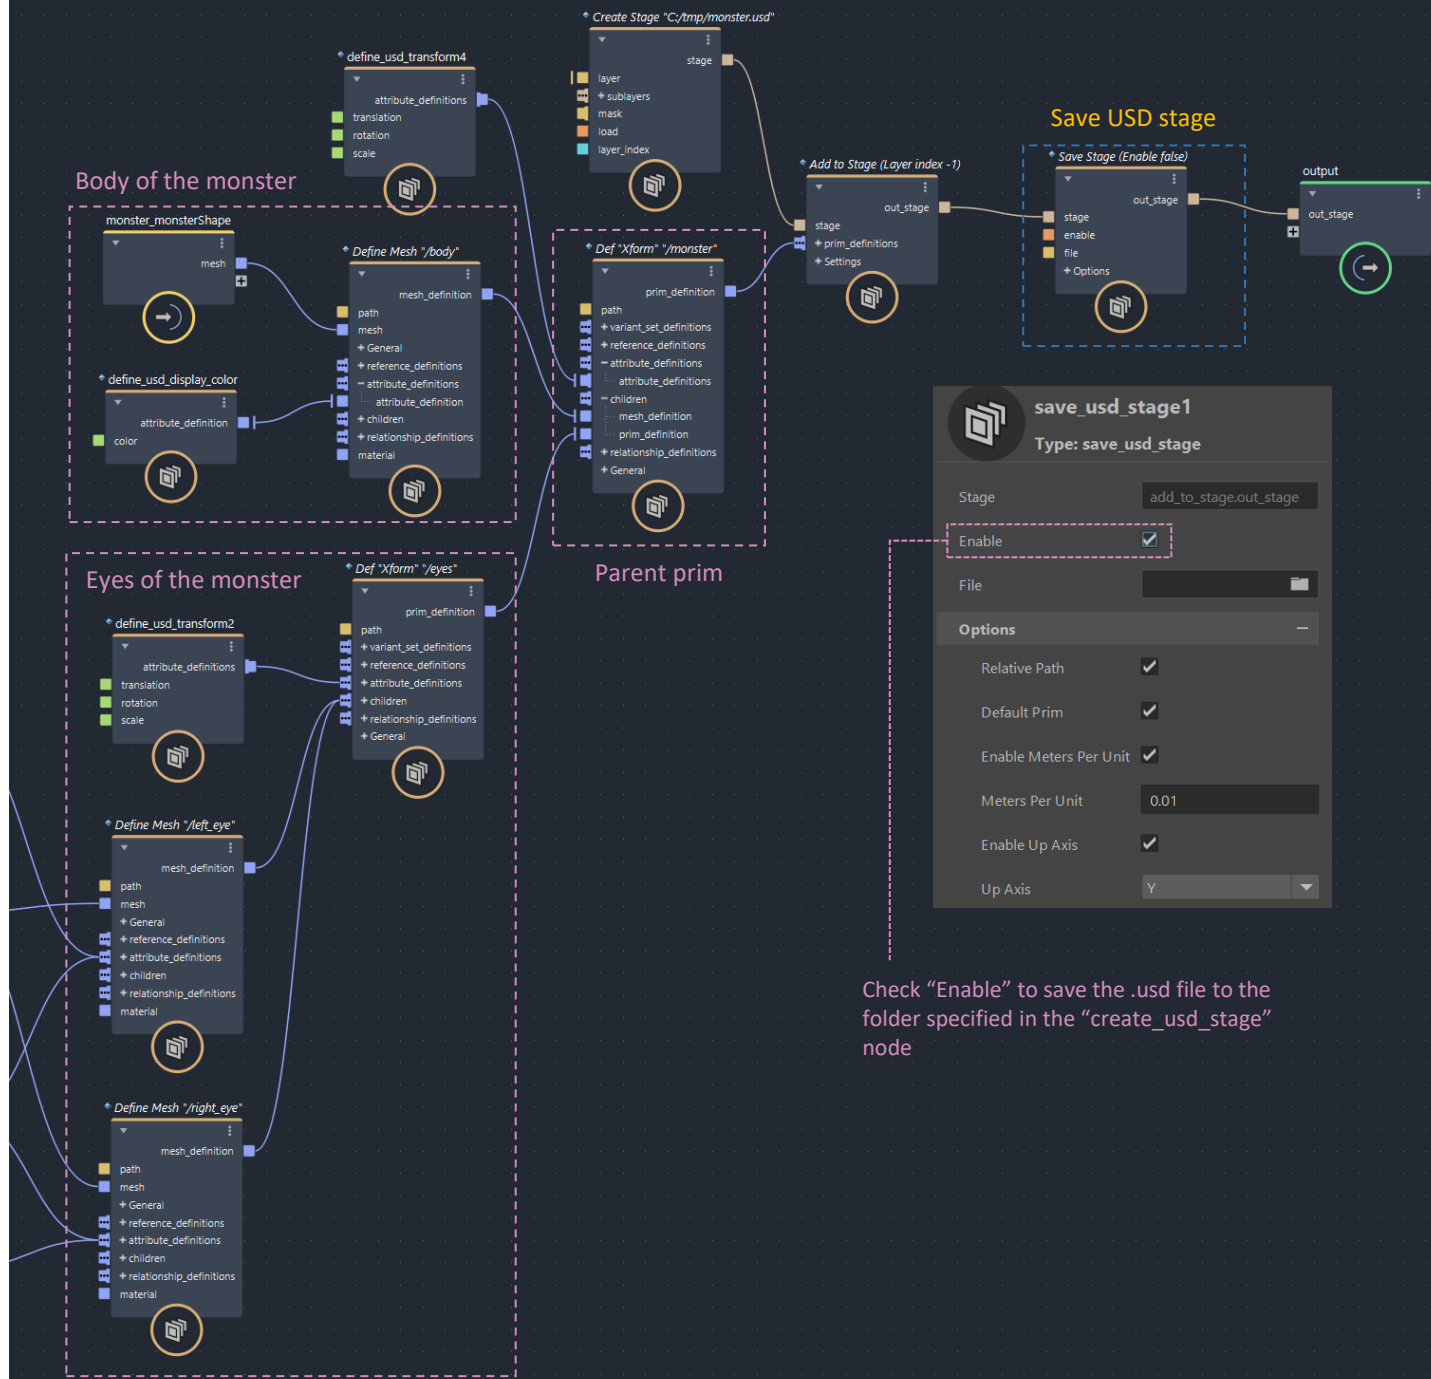 Create Stage "C:/tmp/monster.usd"
stage
layer
+ sublayers
mask
load
layer_index
define_usd_transform4
attribute_definitions
translation
rotation
scale
Save USD stage
Save Stage (Enable false)
out_stage
stage
enable
file
+ Options
output
out_stage
Add to Stage (Layer index -1)
out_stage
stage
+ prim_definitions
+ Settings
Body of the monster
monster_monsterShape
mesh
define_usd_display_color
attribute_definition
color
Define Mesh "/body"
mesh_definition
path
mesh
+ General
+ reference_definitions
− attribute_definitions
attribute_definition
+ children
+ relationship_definitions
material
Def "Xform" "/monster"
prim_definition
path
+ variant_set_definitions
+ reference_definitions
− attribute_definitions
attribute_definitions
− children
mesh_definition
prim_definition
+ relationship_definitions
+ General
Parent prim
Eyes of the monster
Def "Xform" "/eyes"
prim_definition
path
+ variant_set_definitions
+ reference_definitions
+ attribute_definitions
+ children
+ relationship_definitions
+ General
define_usd_transform2
attribute_definitions
translation
rotation
scale
Define Mesh "/left_eye"
mesh_definition
path
mesh
+ General
+ reference_definitions
+ attribute_definitions
+ children
+ relationship_definitions
material
Define Mesh "/right_eye"
mesh_definition
path
mesh
+ General
+ reference_definitions
+ attribute_definitions
+ children
+ relationship_definitions
material
save_usd_stage1
Type: save_usd_stage
Stage add_to_stage.out_stage
Enable
File
Options −
Relative Path
Default Prim
Enable Meters Per Unit
Meters Per Unit 0.01
Enable Up Axis
Up Axis Y
Check “Enable” to save the .usd file to the
folder specified in the “create_usd_stage”
node